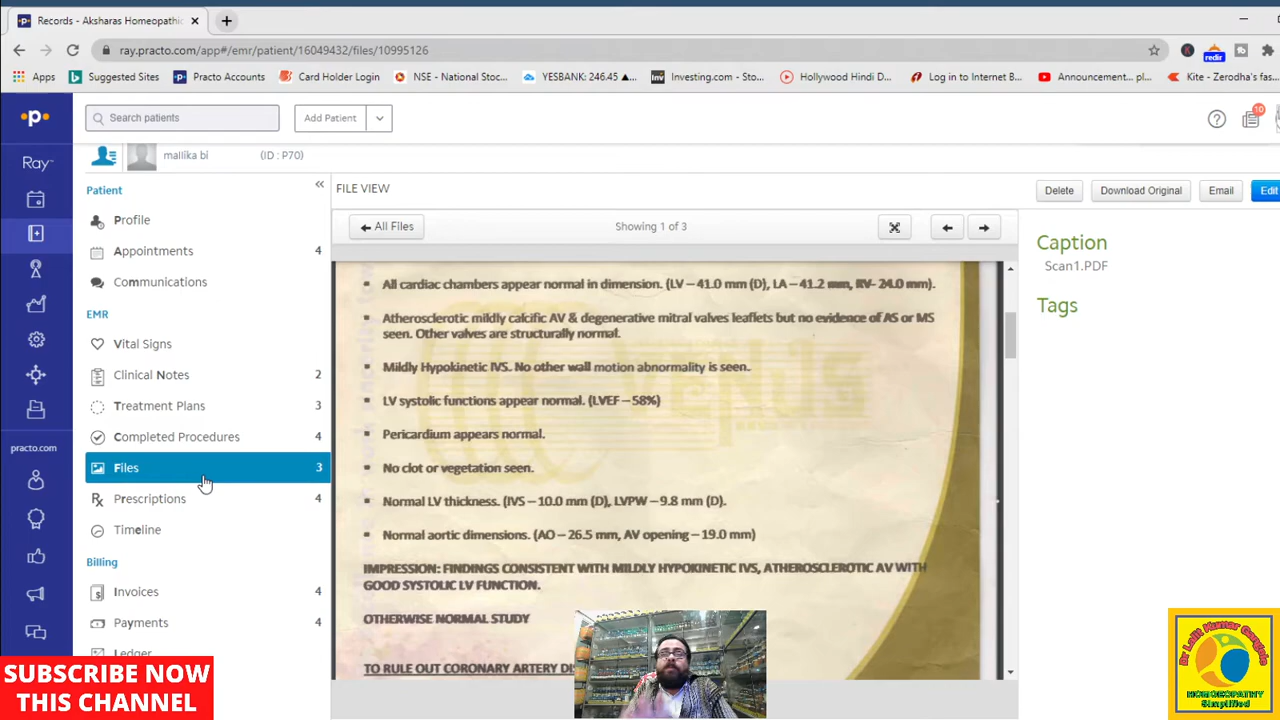 Records - Aksharas Homeopathic
ray.practo.com/app#/emr/patient/16049432/files/10995126
redir
Apps
Suggested Sites
Practo Accounts
Card Holder Login
NSE - National Stoc...
YESBANK: 246.45 ▲...
Inv
Investing.com - Sto...
Hollywood Hindi D...
Log in to Internet B...
Announcement... pl...
Kite - Zerodha's fas...
Search patients
Add Patient
10
mallika bi (ID : P70)
Ray
practo.com
Patient
Profile
Appointments 4
Communications
EMR
Vital Signs
Clinical Notes 2
Treatment Plans 3
Completed Procedures 4
Files 3
Prescriptions 4
Timeline
Billing
Invoices 4
Payments 4
Ledger
FILE VIEW
Delete
Download Original
Email
Edit
All Files
Showing 1 of 3
Caption
Scan1.PDF
Tags
All cardiac chambers appear normal in dimension. (LV – 41.0 mm (D), LA – 41.2 mm, RV- 24.0 mm).
Atherosclerotic mildly calcific AV & degenerative mitral valves leaflets but no evidence of AS or MS
seen. Other valves are structurally normal.
Mildly Hypokinetic IVS. No other wall motion abnormality is seen.
LV systolic functions appear normal. (LVEF – 58%)
Pericardium appears normal.
No clot or vegetation seen.
Normal LV thickness. (IVS – 10.0 mm (D), LVPW – 9.8 mm (D).
Normal aortic dimensions. (AO – 26.5 mm, AV opening – 19.0 mm)
IMPRESSION: FINDINGS CONSISTENT WITH MILDLY HYPOKINETIC IVS, ATHEROSCLEROTIC AV WITH
GOOD SYSTOLIC LV FUNCTION.
OTHERWISE NORMAL STUDY
TO RULE OUT CORONARY ARTERY
SUBSCRIBE NOW
THIS CHANNEL
HOMOEOPATHY
Simplified